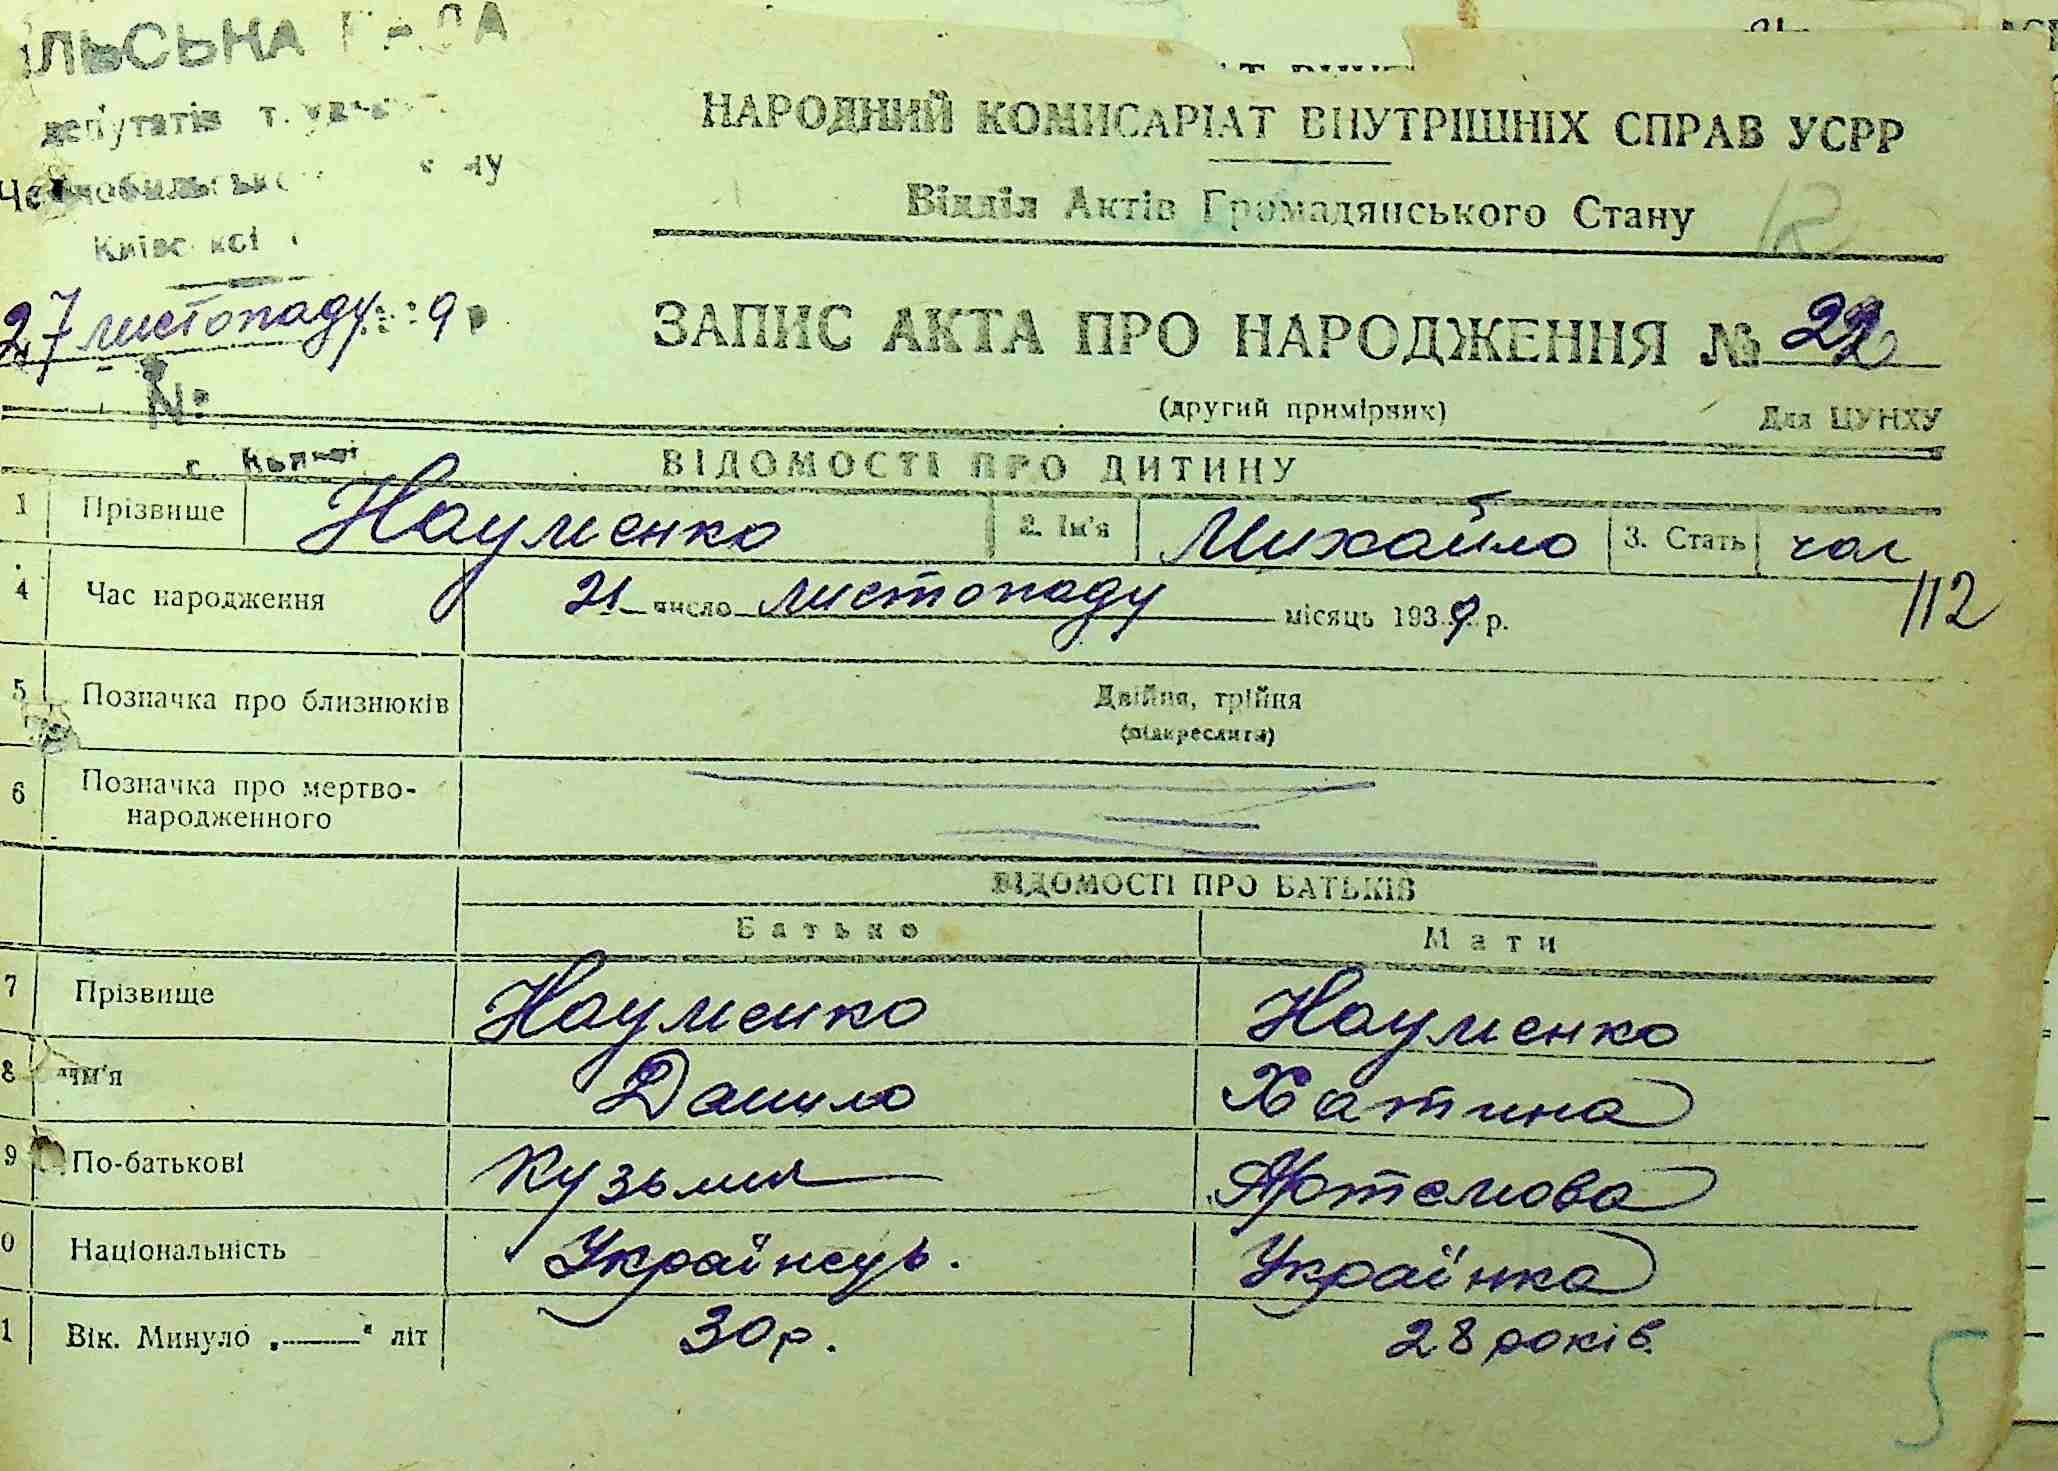 ЛЬСЬКА
депутатів
27 листопаду 9 р
№
НАРОДНИЙ КОМИСАРІАТ ВНУТРІШНІХ СПРАВ УСРР
Відділ Актів Громадянського Стану
ЗАПИС АКТА ПРО НАРОДЖЕННЯ № 22
(другий примірник) Для ЦУНХУ
ВІДОМОСТІ ПРО ДИТИНУ
1 Прізвище Науменко 2. Ім'я Михайло 3. Стать чол
4 Час народження 21 число листопаду місяць 1939 р.
112
5 Позначка про близнюків Двійня, трійня
(підкреслити)
6 Позначка про мертво-
народженного
ВІДОМОСТІ ПРО БАТЬКІВ
Батько Мати
7 Прізвище Науменко Науменко
8 Ім'я Данило Хатина
9 По-батькові Кузьмич Артемова
0 Національність Українець. Українка
1 Вік. Минуло „ “ літ 30 р. 28 років.
5